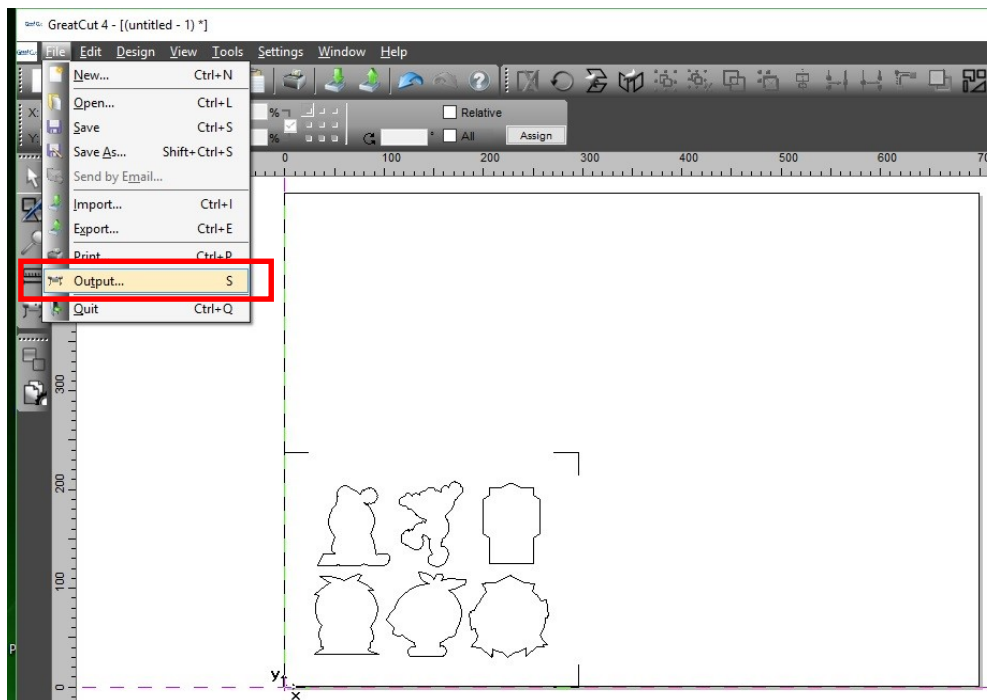 GreatCut 4 - [(untitled - 1) *]
File Edit Design View Tools Settings Window Help
New... Ctrl+N
Open... Ctrl+L
Save Ctrl+S
Save As... Shift+Ctrl+S
Send by Email...
Import... Ctrl+I
Export... Ctrl+E
Print Ctrl+P
Output... S
Quit Ctrl+Q
X: % Relative
Y: % ° All Assign
0 100 200 300 400 500 600
300
200
100
0
y
x
P